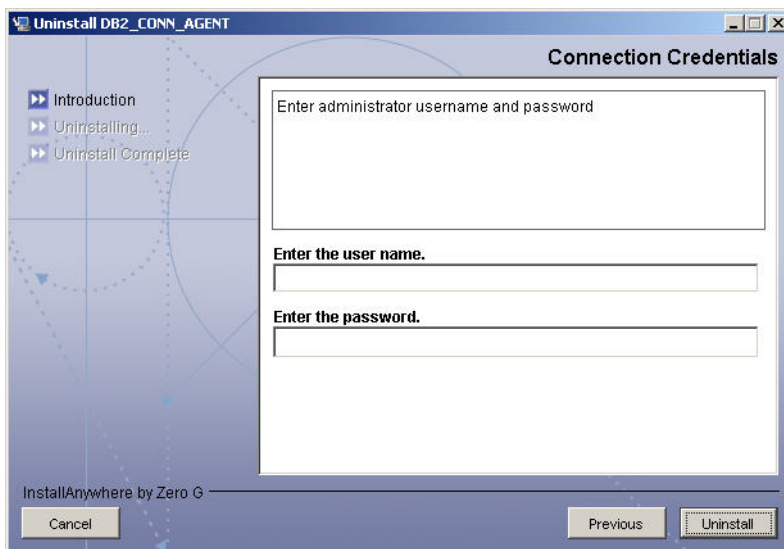 Uninstall DB2_CONN_AGENT
Connection Credentials
Introduction
Uninstalling...
Uninstall Complete
Enter administrator username and password
Enter the user name.
Enter the password.
InstallAnywhere by Zero G
Cancel
Previous
Uninstall